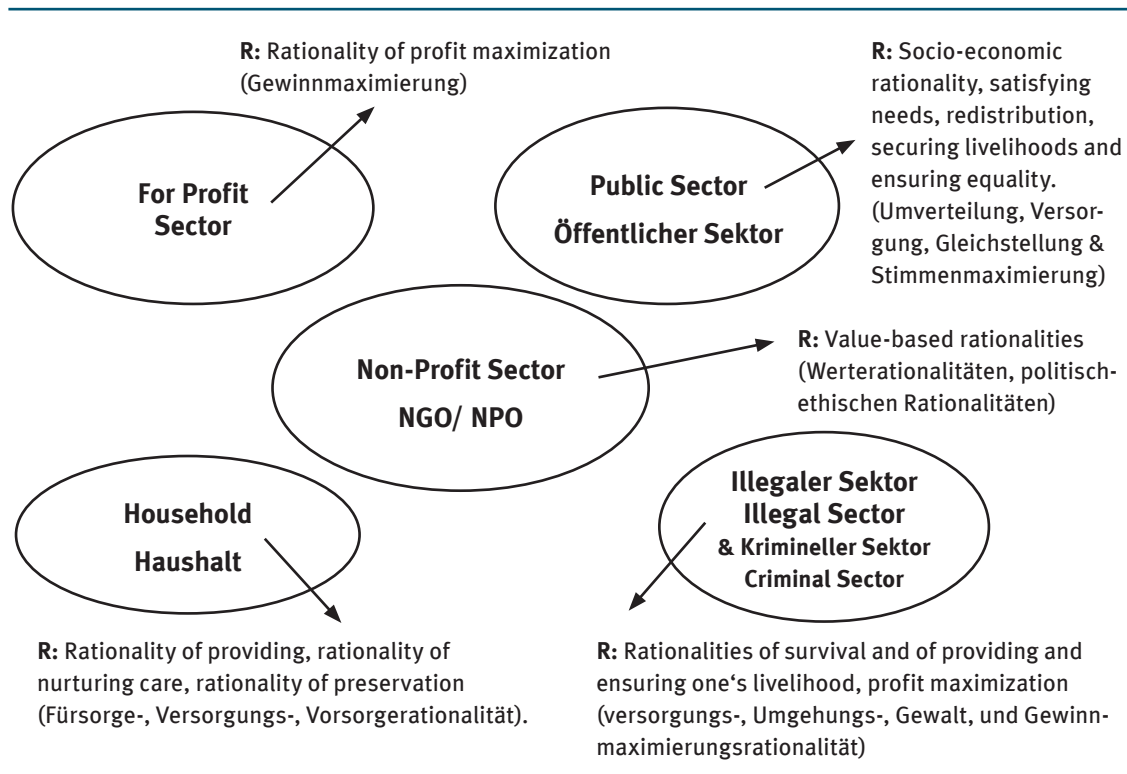 R: Rationality of profit maximization
(Gewinnmaximierung)
R: Socio-economic
rationality, satisfying
needs, redistribution,
securing livelihoods and
ensuring equality.
(Umverteilung, Versor-
gung, Gleichstellung &
Stimmenmaximierung)
For Profit
Sector
Public Sector
Öffentlicher Sektor
Non-Profit Sector
NGO/ NPO
R: Value-based rationalities
(Werterationalitäten, politisch-
ethischen Rationalitäten)
Household
Haushalt
Illegaler Sektor
Illegal Sector
& Krimineller Sektor
Criminal Sector
R: Rationality of providing, rationality of
nurturing care, rationality of preservation
(Fürsorge-, Versorgungs-, Vorsorgerationalität).
R: Rationalities of survival and of providing and
ensuring one‘s livelihood, profit maximization
(versorgungs-, Umgehungs-, Gewalt, und Gewinn-
maximierungsrationalität)